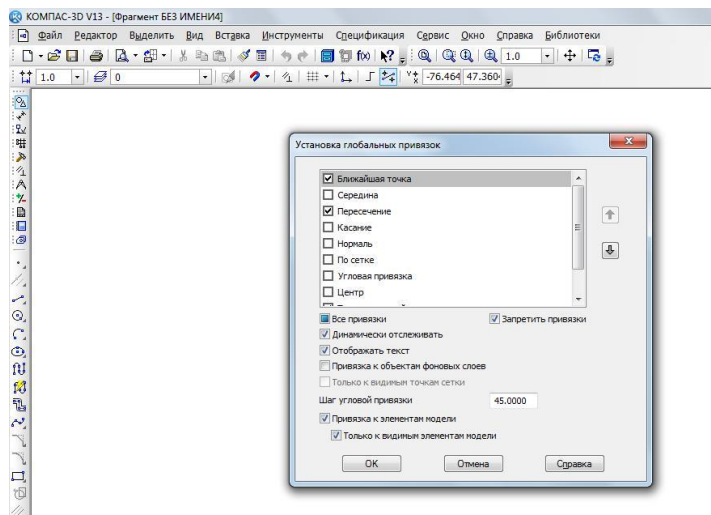 КОМПАС-3D V13 - [Фрагмент БЕЗ ИМЕНИ4]
Файл Редактор Выделить Вид Вставка Инструменты Спецификация Сервис Окно Справка Библиотеки
f(x) 1.0
1.0 0 -76.464 47.360
Установка глобальных привязок
Ближайшая точка
Середина
Пересечение
Касание
Нормаль
По сетке
Угловая привязка
Центр
Все привязки Запретить привязки
Динамически отслеживать
Отображать текст
Привязка к объектам фоновых слоев
Только к видимым точкам сетки
Шаг угловой привязки 45.0000
Привязка к элементам модели
Только к видимым элементам модели
OK Отмена Справка